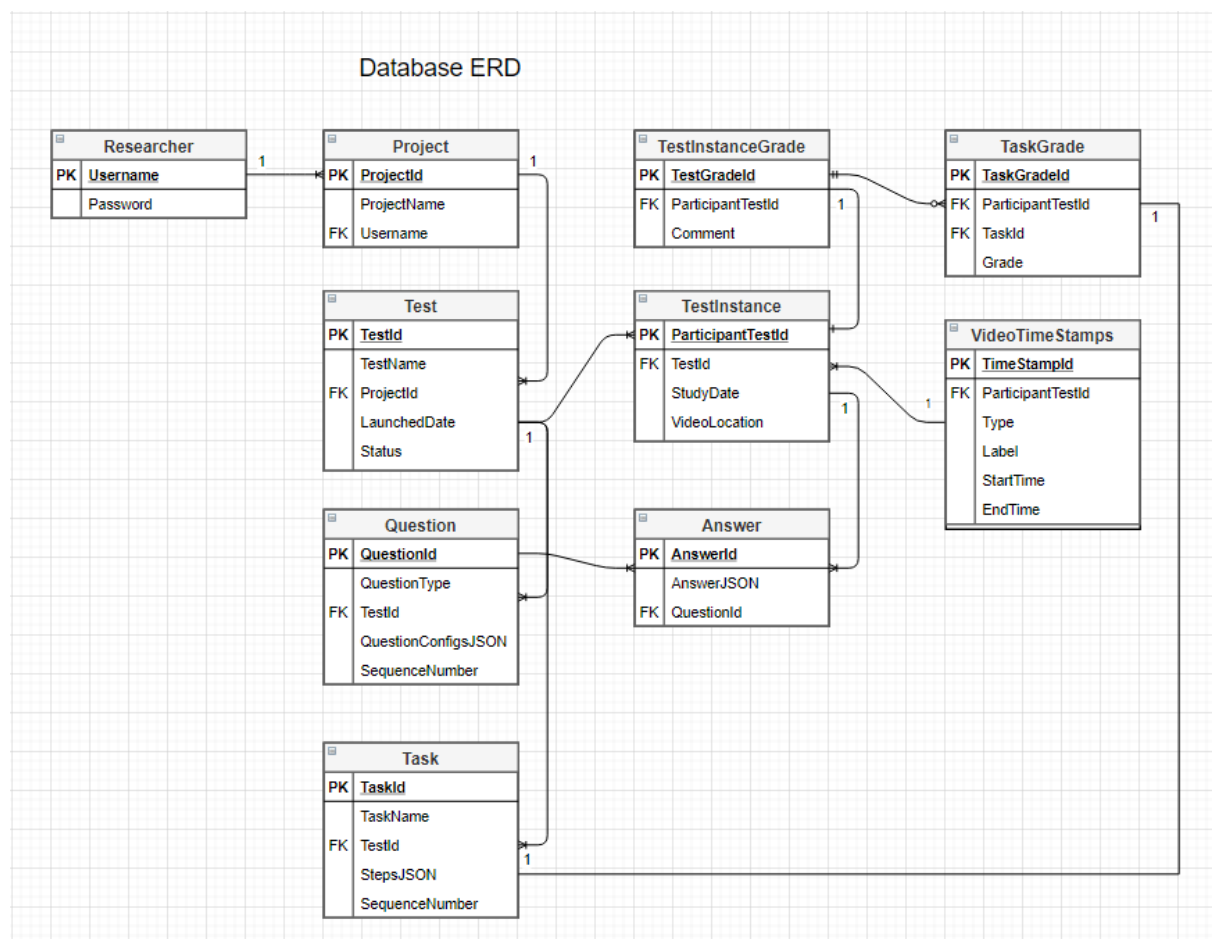 Database ERD
Researcher
PK Username
Password
1
Project
PK ProjectId
ProjectName
FK Username
1
TestInstanceGrade
PK TestGradeId
FK ParticipantTestId
Comment
1
TaskGrade
PK TaskGradeId
FK ParticipantTestId
FK TaskId
Grade
1
Test
PK TestId
TestName
FK ProjectId
LaunchedDate
Status
1
TestInstance
PK ParticipantTestId
FK TestId
StudyDate
VideoLocation
1
1
VideoTimeStamps
PK TimeStampId
FK ParticipantTestId
Type
Label
StartTime
EndTime
Question
PK QuestionId
QuestionType
FK TestId
QuestionConfigsJSON
SequenceNumber
Answer
PK AnswerId
AnswerJSON
FK QuestionId
Task
PK TaskId
TaskName
FK TestId
StepsJSON
SequenceNumber
1